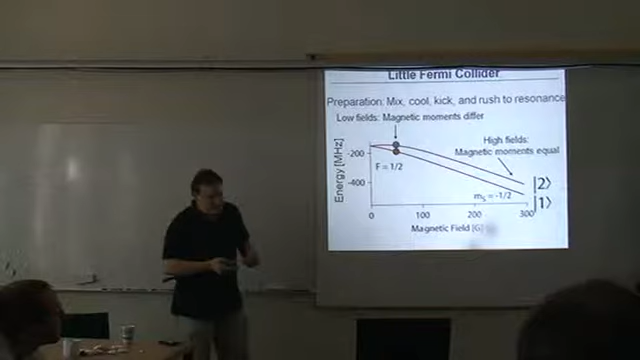 Little Fermi Collider
Preparation: Mix, cool, kick, and rush to resonance
Low fields: Magnetic moments differ
High fields:
Magnetic moments equal
Energy [MHz]
-200
-400
F = 1/2
mS = -1/2
|2⟩
|1⟩
0 100 200 300
Magnetic Field [G]